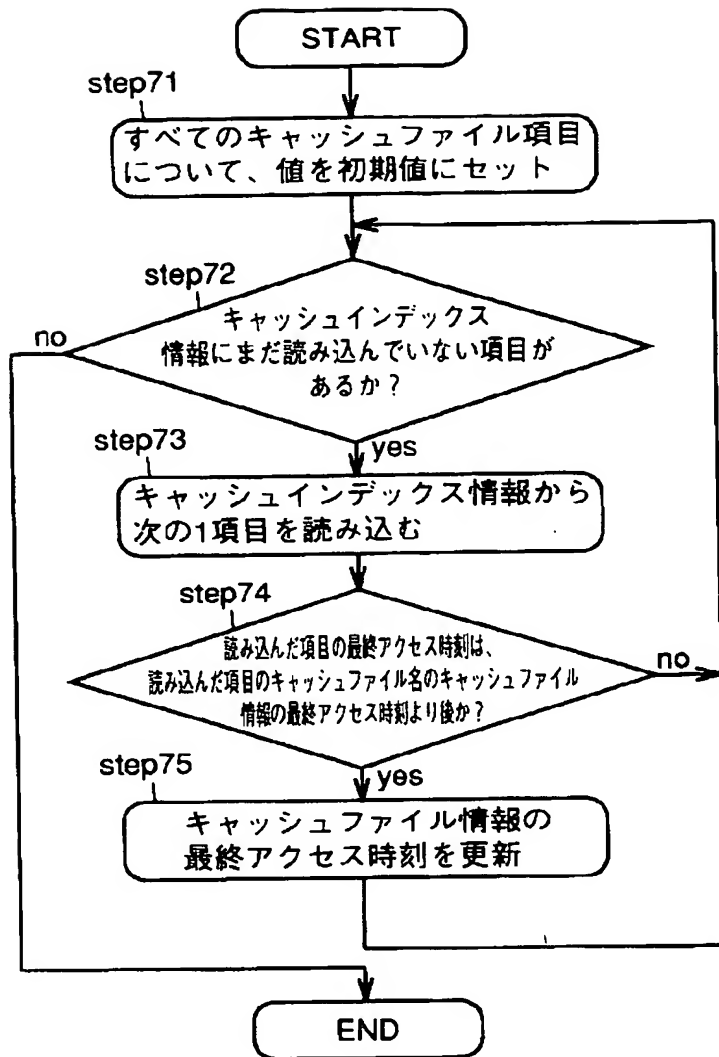 START
step71
すべてのキャッシュファイル項目
について、値を初期値にセット
step72
no
キャッシュインデックス
情報にまだ読み込んでいない項目が
あるか？
yes
step73
キャッシュインデックス情報から
次の1項目を読み込む
step74
読み込んだ項目の最終アクセス時刻は、
読み込んだ項目のキャッシュファイル名のキャッシュファイル
情報の最終アクセス時刻より後か？
no
yes
step75
キャッシュファイル情報の
最終アクセス時刻を更新
END